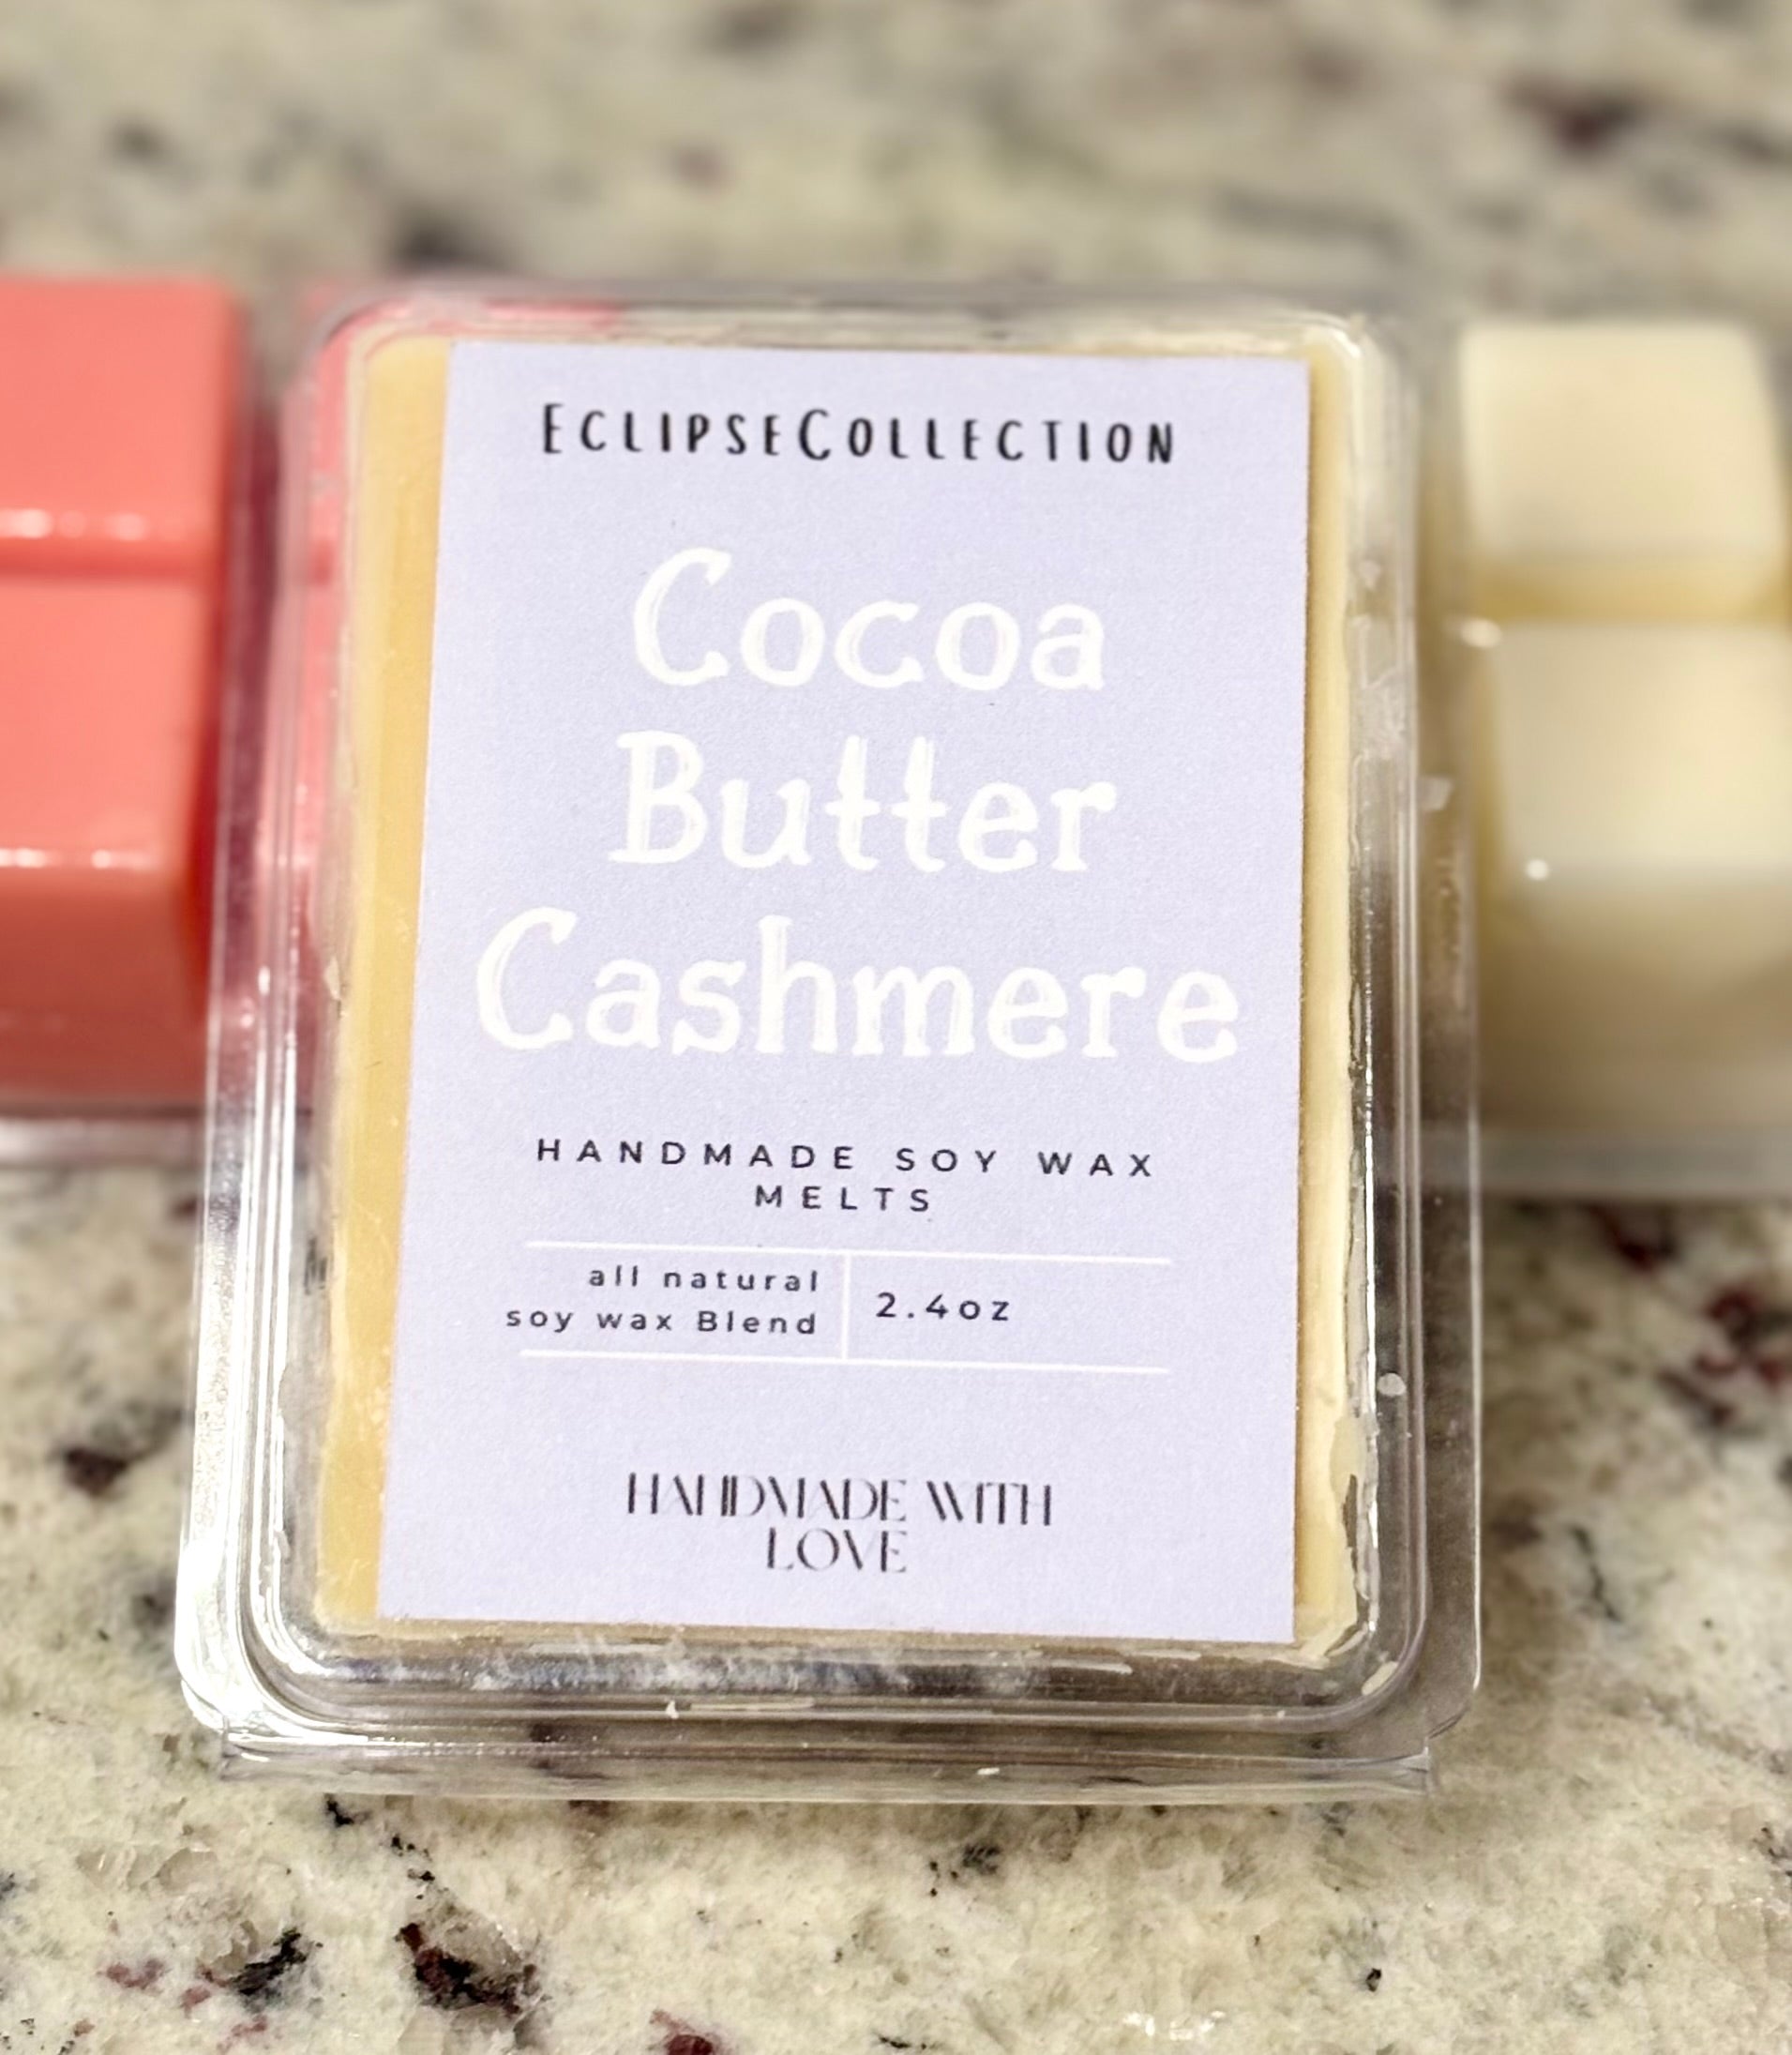 EclipseCollection
Cocoa
Butter
Cashmere
HANDMADE SOY WAX
MELTS
all natural
soy wax Blend
2.4oz
HANDMADE WITH
LOVE